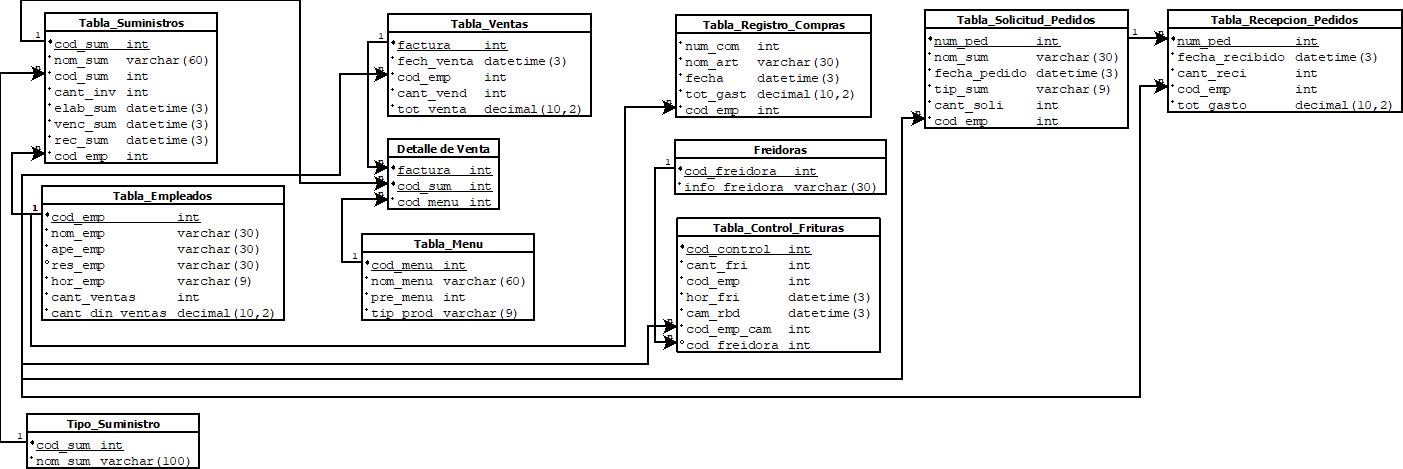 Tabla_Suministros
cod_sum int
nom_sum varchar(60)
cod_sum int
cant_inv int
elab_sum datetime(3)
venc_sum datetime(3)
rec_sum datetime(3)
cod_emp int
Tabla_Ventas
factura int
fech_venta datetime(3)
cod_emp int
cant_vend int
tot_venta decimal(10,2)
Tabla_Registro_Compras
num_com int
nom_art varchar(30)
fecha datetime(3)
tot_gast decimal(10,2)
cod_emp int
Tabla_Solicitud_Pedidos
num_ped int
nom_sum varchar(30)
fecha_pedido datetime(3)
tip_sum varchar(9)
cant_soli int
cod_emp int
Tabla_Recepcion_Pedidos
num_ped int
fecha_recibido datetime(3)
cant_reci int
cod_emp int
tot_gasto decimal(10,2)
Detalle de Venta
factura int
cod_sum int
cod_menu int
Freidoras
cod_freidora int
info_freidora varchar(30)
Tabla_Empleados
cod_emp int
nom_emp varchar(30)
ape_emp varchar(30)
res_emp varchar(30)
hor_emp varchar(9)
cant_ventas int
cant_din_ventas decimal(10,2)
Tabla_Menu
cod_menu int
nom_menu varchar(60)
pre_menu int
tip_prod varchar(9)
Tabla_Control_Frituras
cod_control int
cant_fri int
cod_emp int
hor_fri datetime(3)
cam_rbd datetime(3)
cod_emp_cam int
cod_freidora int
Tipo_Suministro
cod_sum int
nom_sum varchar(100)
1
1
1
1
1
1
1